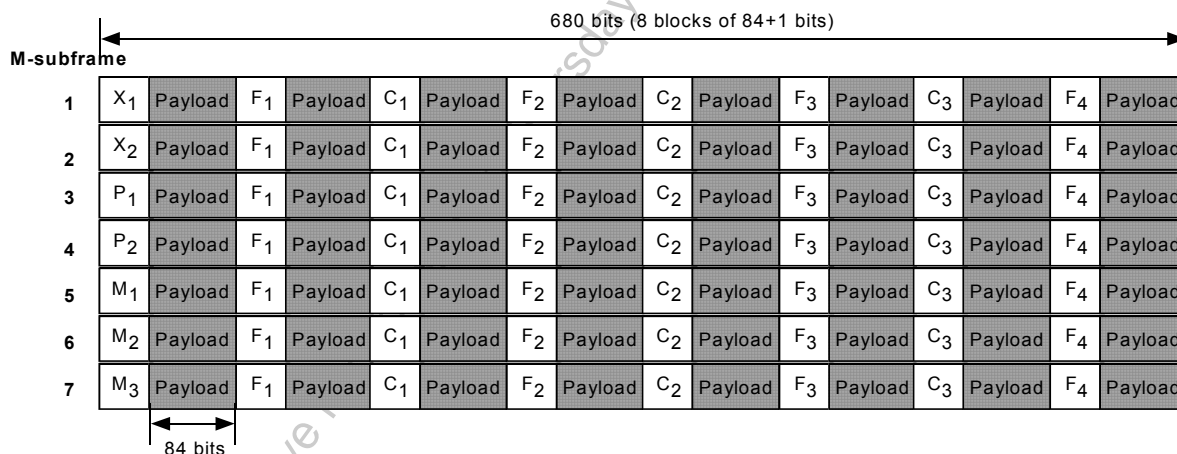 680 bits (8 blocks of 84+1 bits)
M-subframe
1 X1 Payload F1 Payload C1 Payload F2 Payload C2 Payload F3 Payload C3 Payload F4 Payload
2 X2 Payload F1 Payload C1 Payload F2 Payload C2 Payload F3 Payload C3 Payload F4 Payload
3 P1 Payload F1 Payload C1 Payload F2 Payload C2 Payload F3 Payload C3 Payload F4 Payload
4 P2 Payload F1 Payload C1 Payload F2 Payload C2 Payload F3 Payload C3 Payload F4 Payload
5 M1 Payload F1 Payload C1 Payload F2 Payload C2 Payload F3 Payload C3 Payload F4 Payload
6 M2 Payload F1 Payload C1 Payload F2 Payload C2 Payload F3 Payload C3 Payload F4 Payload
7 M3 Payload F1 Payload C1 Payload F2 Payload C2 Payload F3 Payload C3 Payload F4 Payload
84 bits